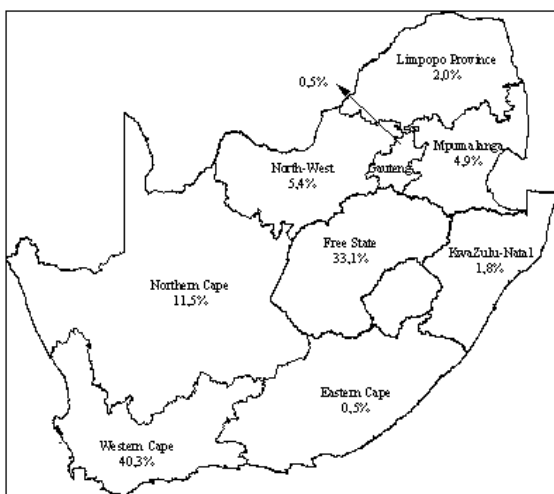 Limpopo Province
2,0%
0,5%
Mpumalanga
4,9%
North-West
5,4%
Gauteng
Free State
33,1%
KwaZulu-Natal
1,8%
Northern Cape
11,5%
Eastern Cape
0,5%
Western Cape
40,3%